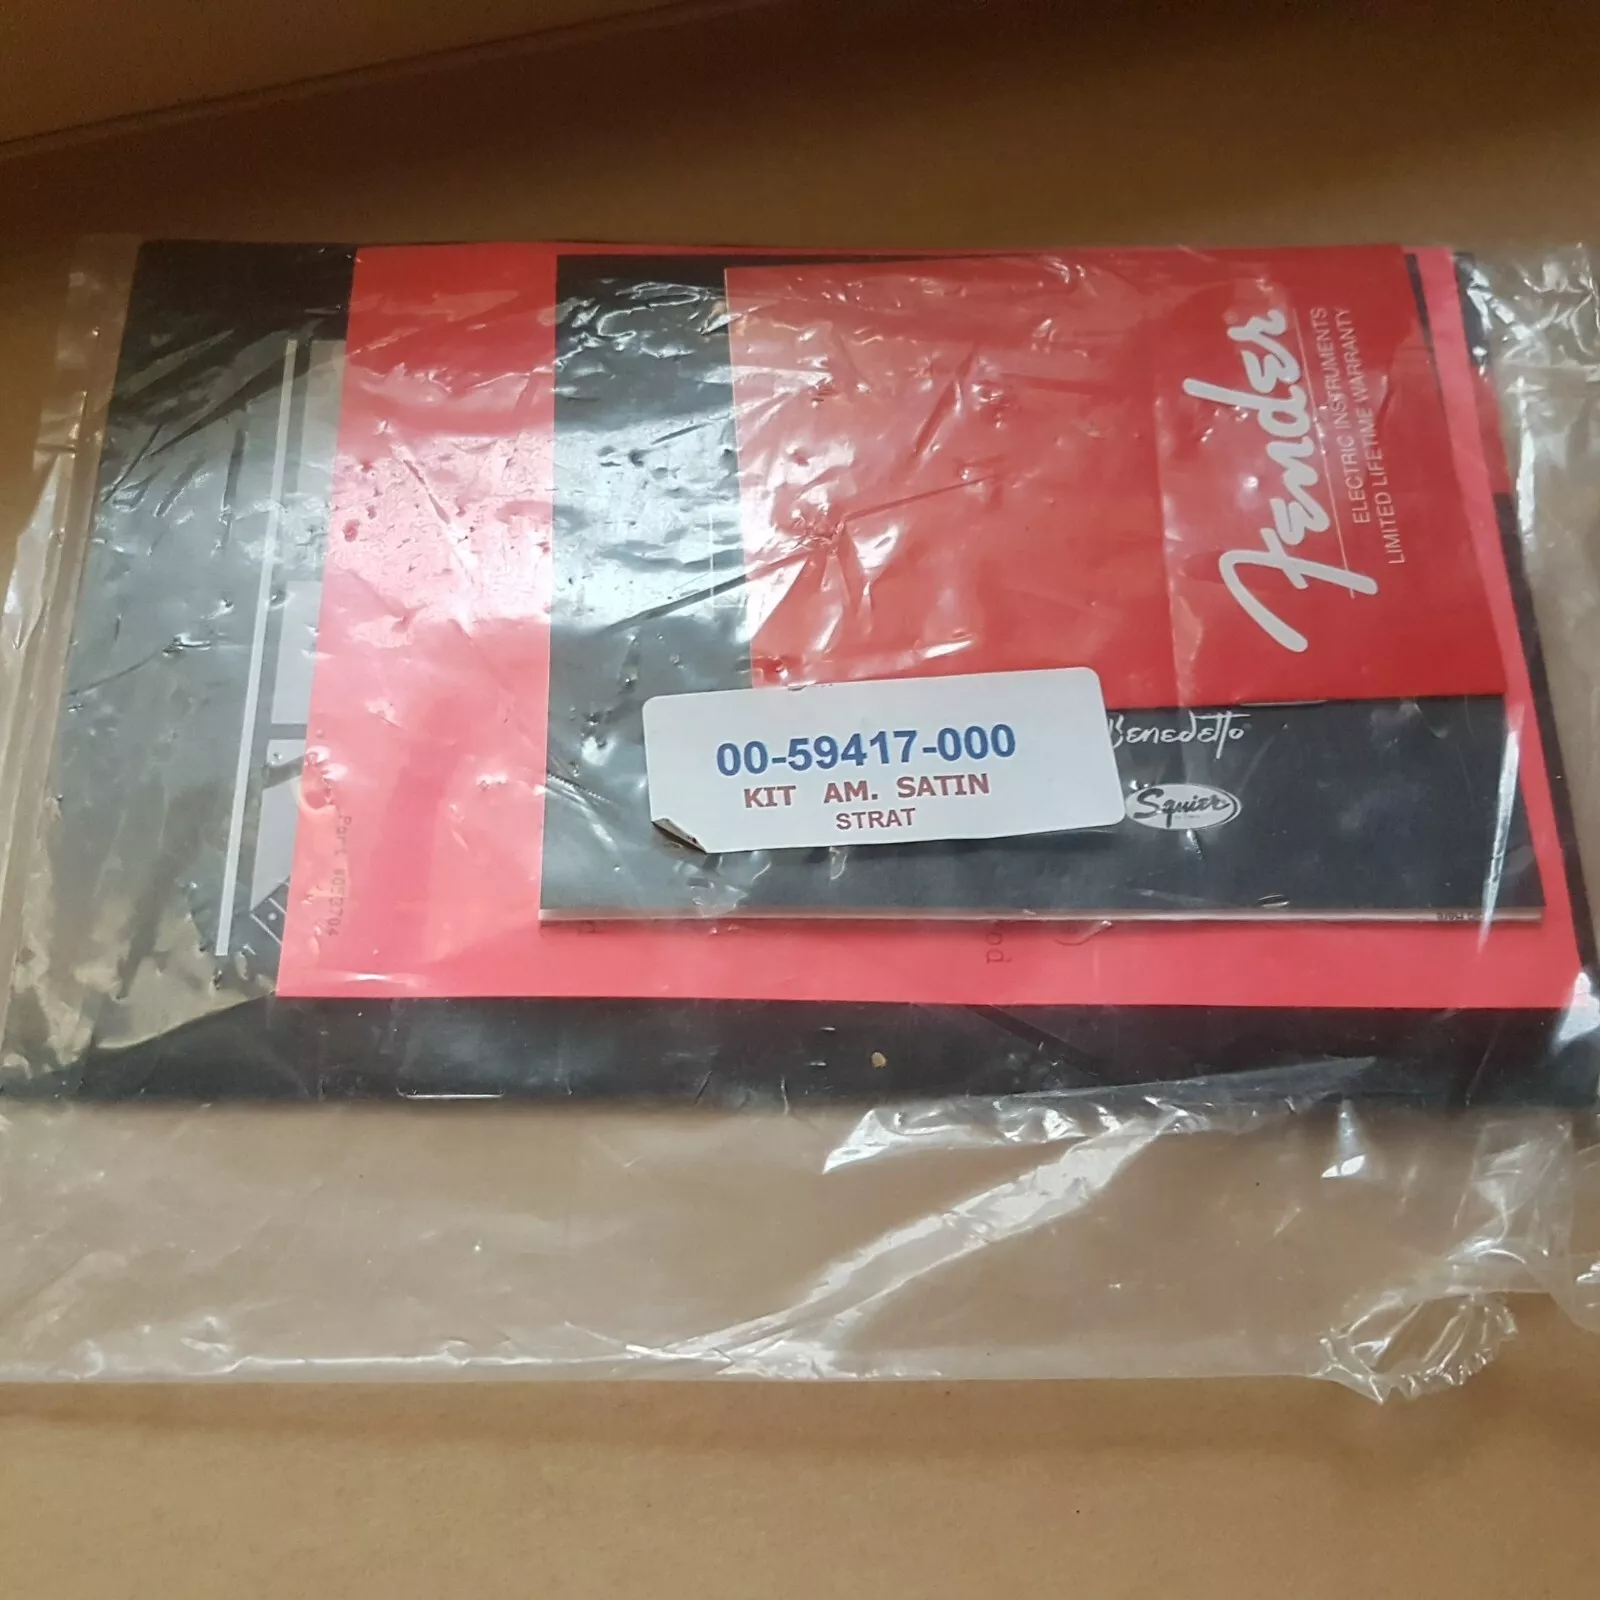 Fender
ELECTRIC INSTRUMENTS
LIMITED LIFETIME WARRANTY
Benedetto
Squier
00-59417-000
KIT AM. SATIN
STRAT